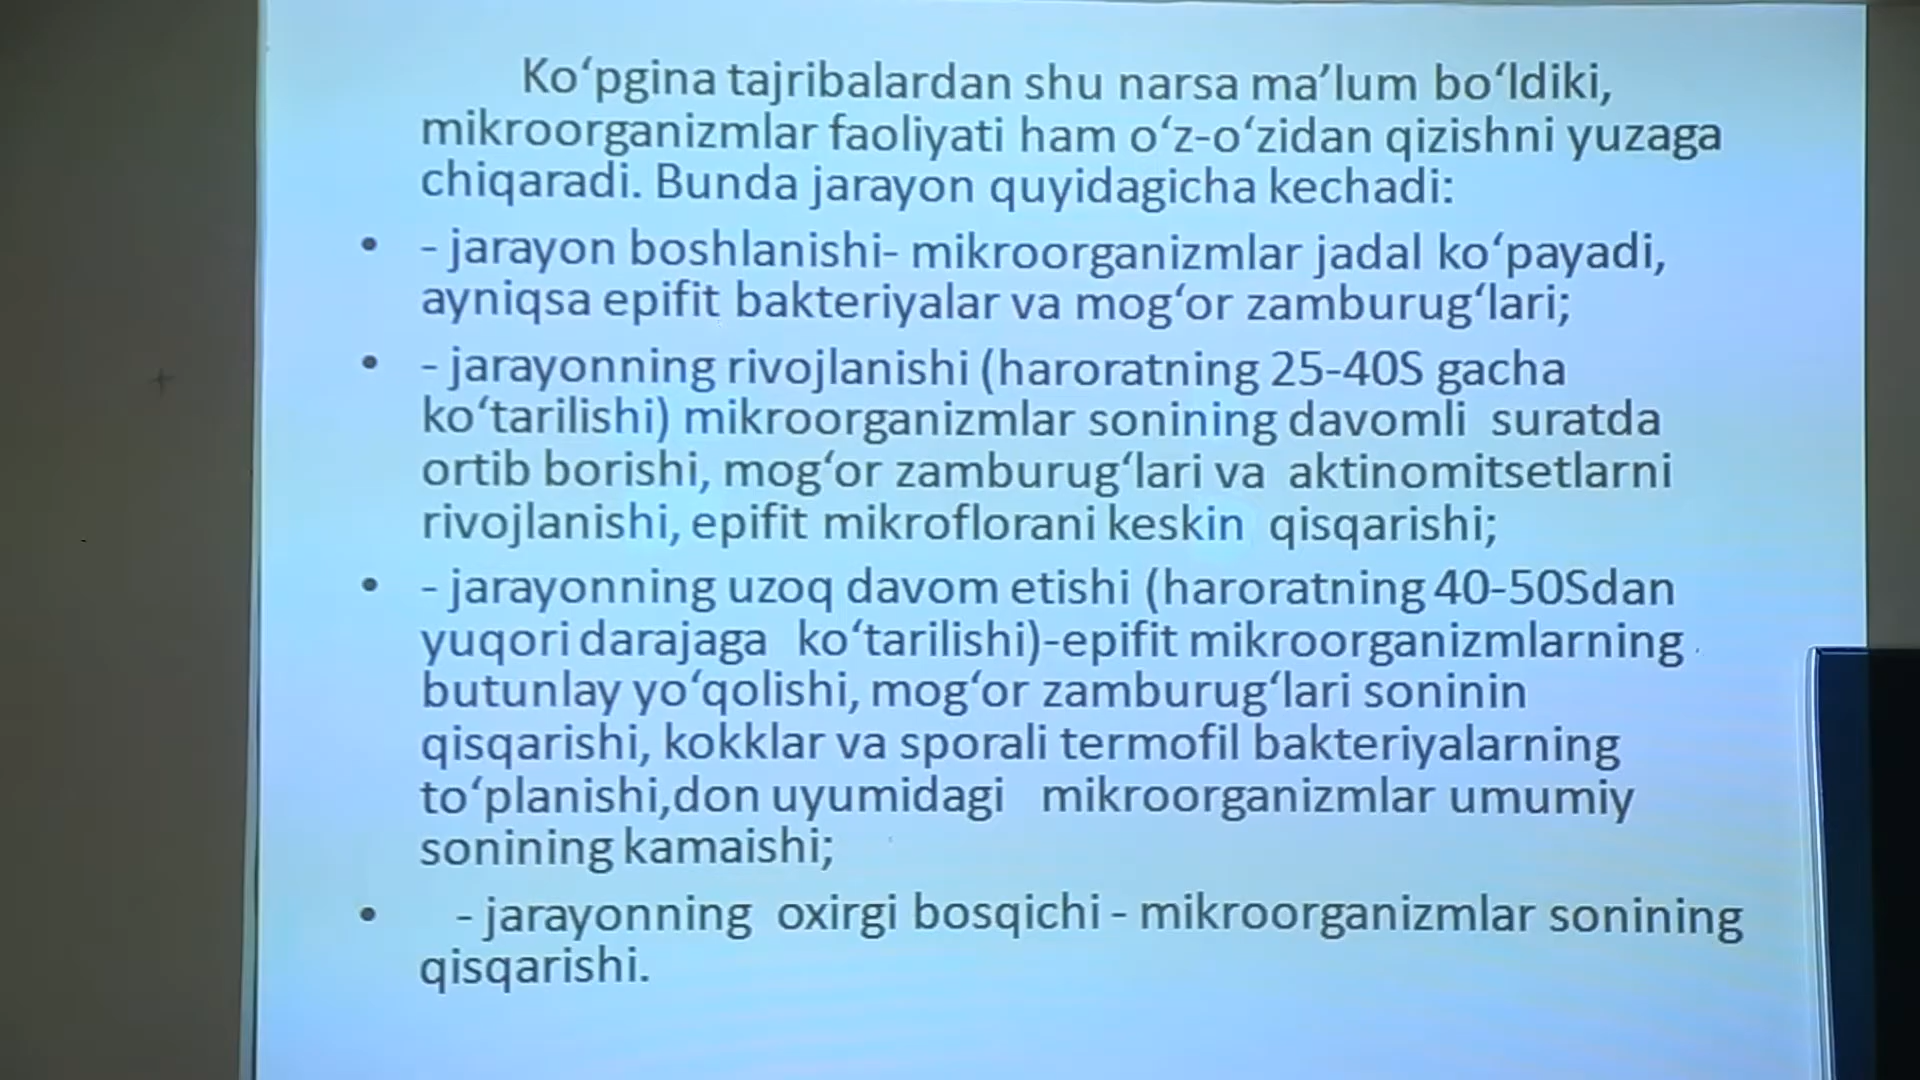 Ko‘pgina tajribalardan shu narsa ma’lum bo‘ldiki,
mikroorganizmlar faoliyati ham o‘z-o‘zidan qizishni yuzaga
chiqaradi. Bunda jarayon quyidagicha kechadi:
• - jarayon boshlanishi- mikroorganizmlar jadal ko‘payadi,
ayniqsa epifit bakteriyalar va mog‘or zamburug‘lari;
• - jarayonning rivojlanishi (haroratning 25-40S gacha
ko‘tarilishi) mikroorganizmlar sonining davomli suratda
ortib borishi, mog‘or zamburug‘lari va aktinomitsetlarni
rivojlanishi, epifit mikroflorani keskin qisqarishi;
• - jarayonning uzoq davom etishi (haroratning 40-50Sdan
yuqori darajaga ko‘tarilishi)-epifit mikroorganizmlarning
butunlay yo‘qolishi, mog‘or zamburug‘lari soninin
qisqarishi, kokklar va sporali termofil bakteriyalarning
to‘planishi,don uyumidagi mikroorganizmlar umumiy
sonining kamaishi;
• - jarayonning oxirgi bosqichi - mikroorganizmlar sonining
qisqarishi.